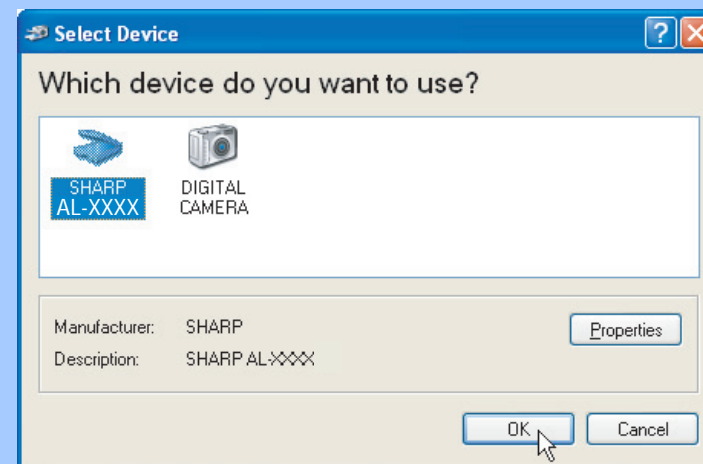 Select Device
?
Which device do you want to use?
SHARP
AL-XXXX
DIGITAL
CAMERA
Manufacturer: SHARP
Properties
Description: SHARP AL-XXXX
OK
Cancel